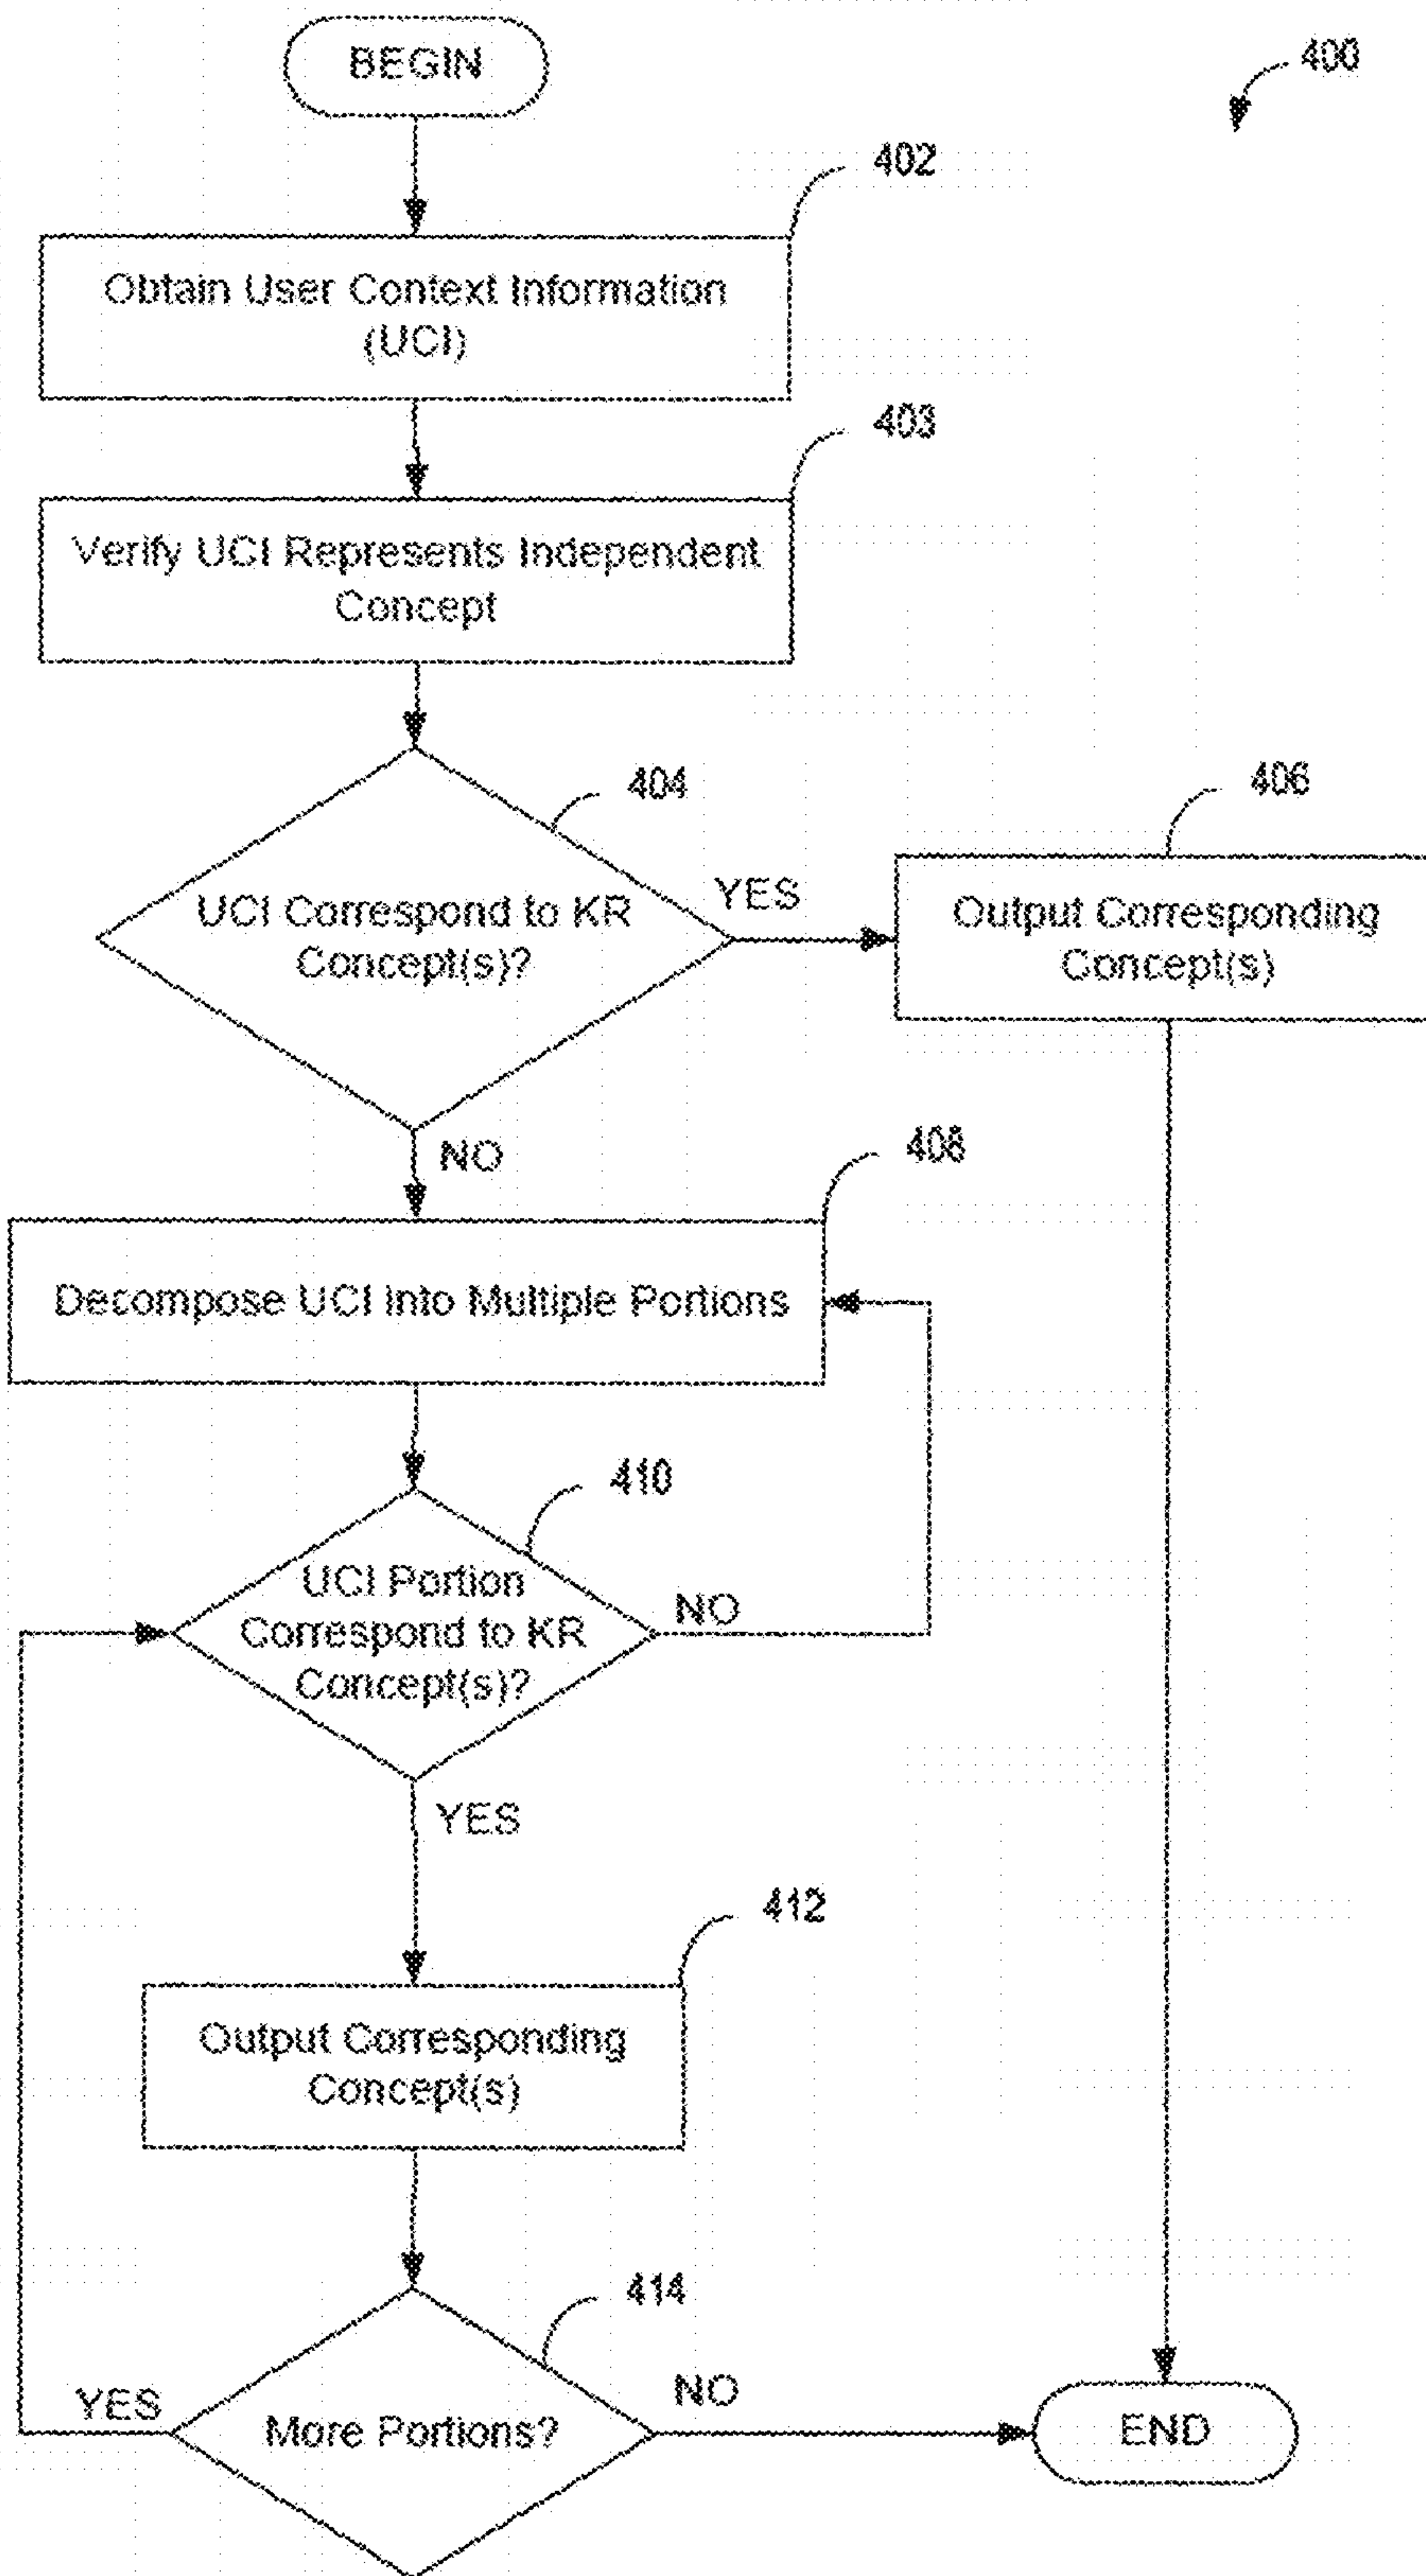 BEGIN
400
402
Obtain User Context Information
(UCI)
403
Verify UCI Represents Independent
Concept
404
UCI Correspond to KR
Concept(s)?
YES
406
Output Corresponding
Concept(s)
NO
408
Decompose UCI into Multiple Portions
410
UCI Portion
Correspond to KR
Concept(s)?
NO
YES
412
Output Corresponding
Concept(s)
414
YES
More Portions?
NO
END